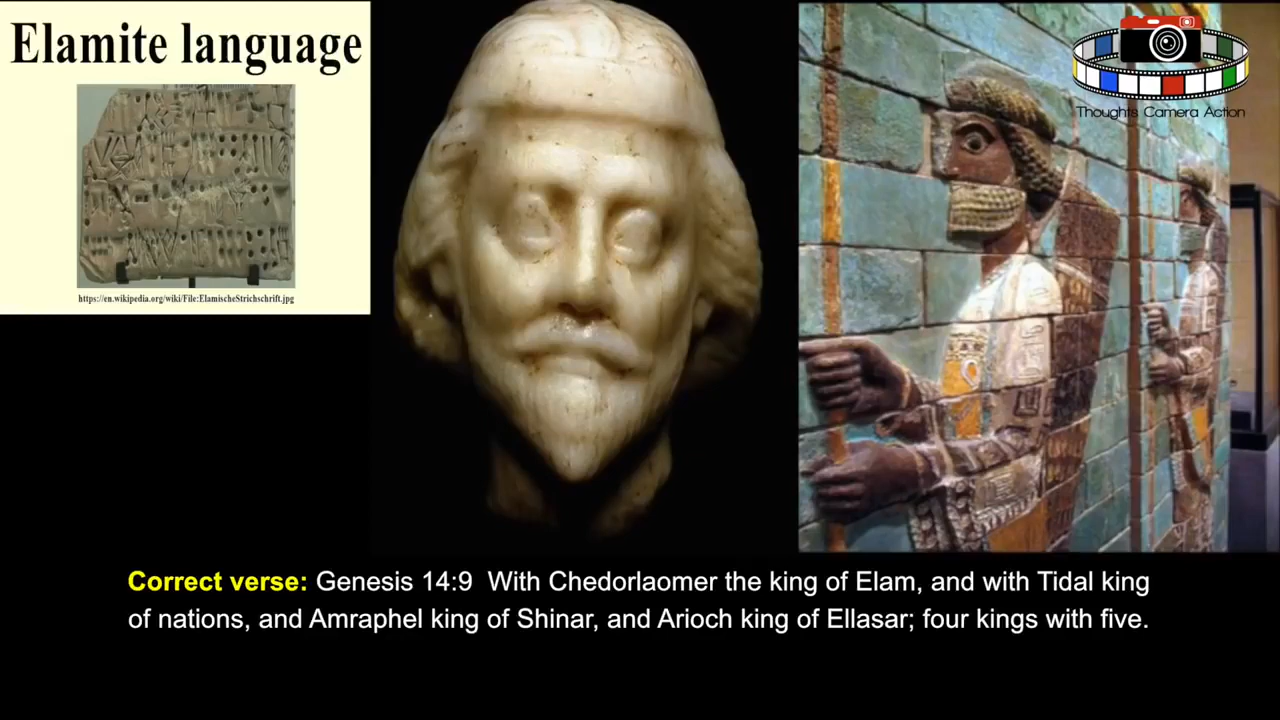 Elamite language
https://en.wikipedia.org/wiki/File:ElamischeStrichschrift.jpg
Thoughts Camera Action
Correct verse: Genesis 14:9 With Chedorlaomer the king of Elam, and with Tidal king
of nations, and Amraphel king of Shinar, and Arioch king of Ellasar; four kings with five.